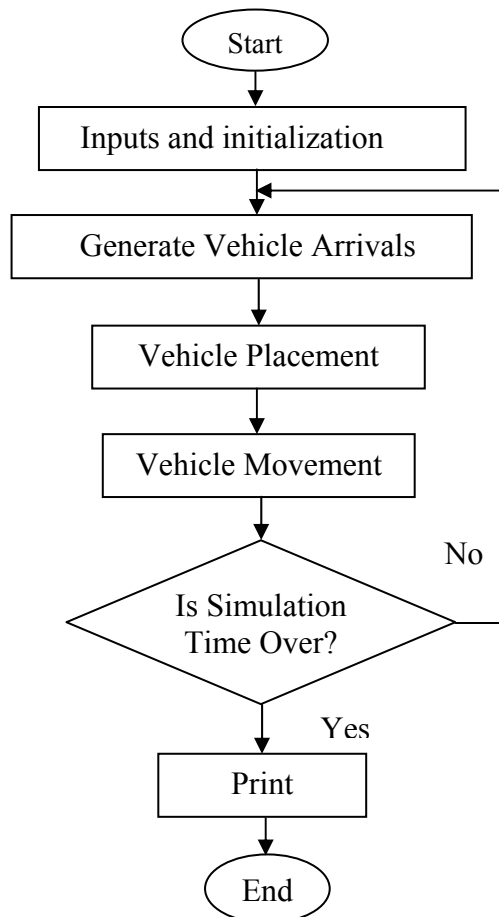 Start
Inputs and initialization
Generate Vehicle Arrivals
Vehicle Placement
Vehicle Movement
No
Is Simulation
Time Over?
Yes
Print
End